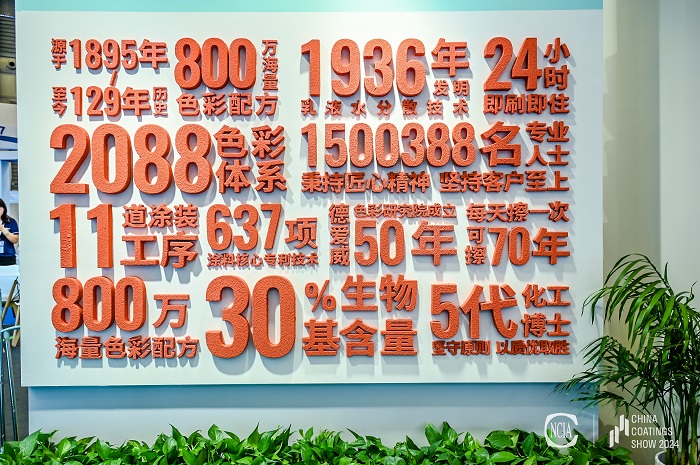 源于1895年
至今129年历史
800万海量
色彩配方
1936年发明
乳液水分散技术
24小时
即刷即住
2088色彩体系
1500388名专业人士
秉持匠心精神 坚持客户至上
11道涂装工序
637项
涂料核心专利技术
德爱威
色彩研究院成立
50年
每天擦一次
可擦70年
800万
海量色彩配方
30%生物基含量
5代化工博士
坚守原则 以质优取胜
NCIA
CHINA
COATINGS
SHOW 2024